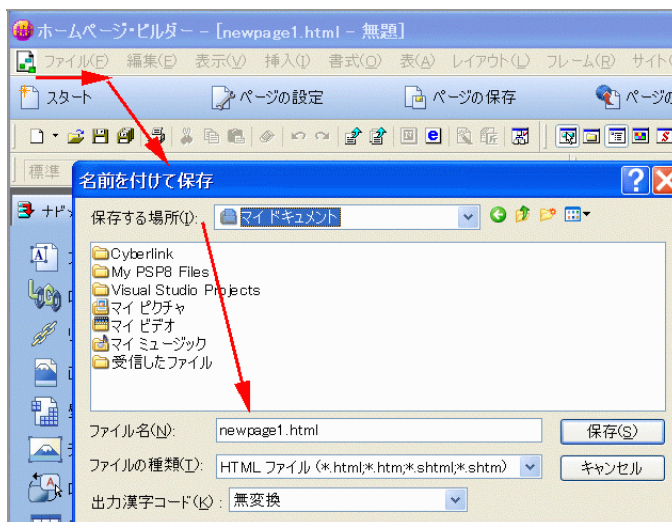 ホームページ・ビルダー - [newpage1.html - 無題]
ファイル(F) 編集(E) 表示(V) 挿入(I) 書式(O) 表(A) レイアウト(L) フレーム(R) サイト(
スタート ページの設定 ページの保存 ページの
標準
名前を付けて保存
ナビ
保存する場所(I): マイ ドキュメント
Cyberlink
My PSP8 Files
Visual Studio Projects
マイ ピクチャ
マイ ビデオ
マイ ミュージック
受信したファイル
ファイル名(N): newpage1.html 保存(S)
ファイルの種類(T): HTML ファイル (*.html;*.htm;*.shtml;*.shtm) キャンセル
出力漢字コード(K) : 無変換